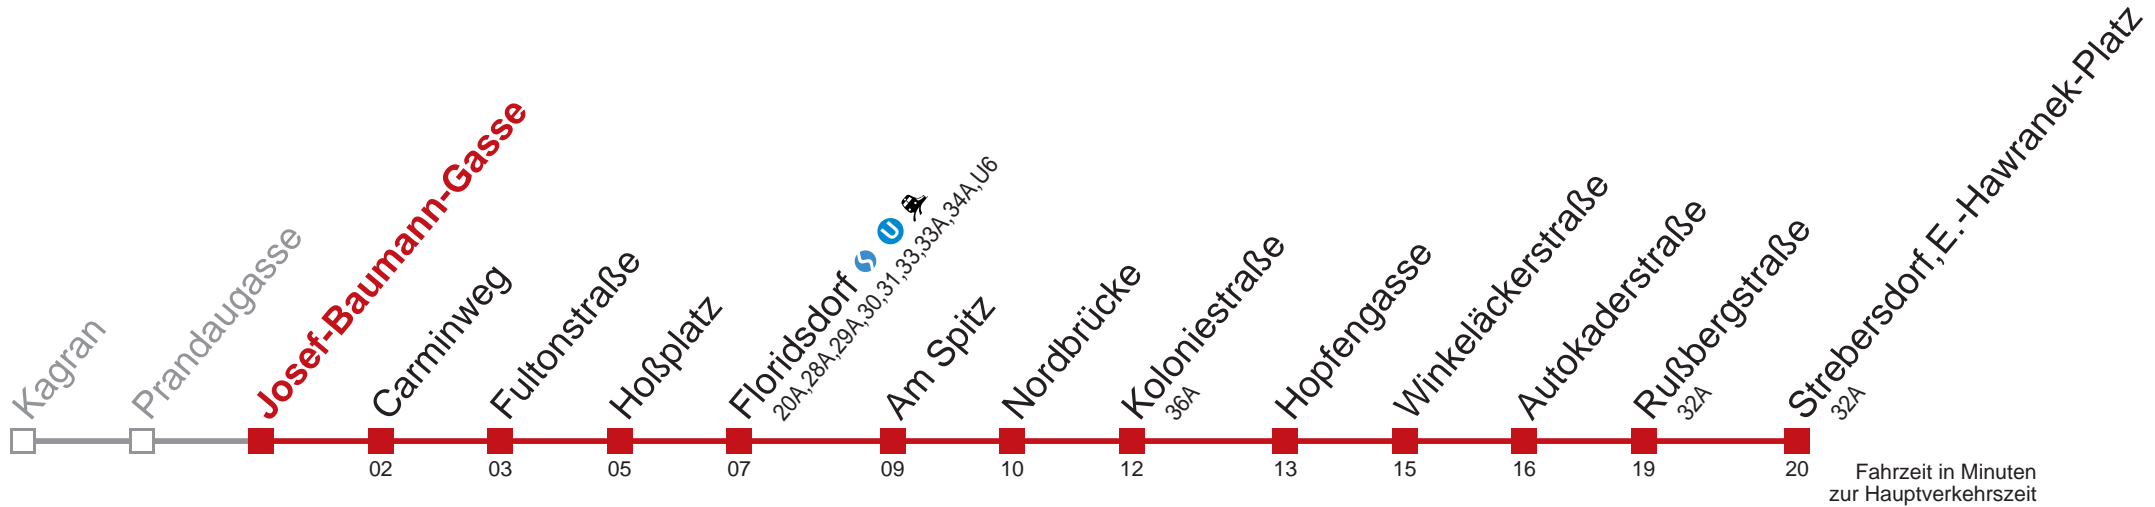 Kagran
Prandaugasse
Josef-Baumann-Gasse
Carminweg
Fultonstraße
Hoßplatz
Floridsdorf S U
20A,28A,29A,30,31,33,33A,34A,U6
Am Spitz
Nordbrücke
Koloniestraße
36A
Hopfengasse
Winkeläckerstraße
Autokaderstraße
Rußbergstraße
32A
Strebersdorf,E.-Hawranek-Platz
32A
02 03 05 07 09 10 12 13 15 16 19 20
Fahrzeit in Minuten
zur Hauptverkehrszeit